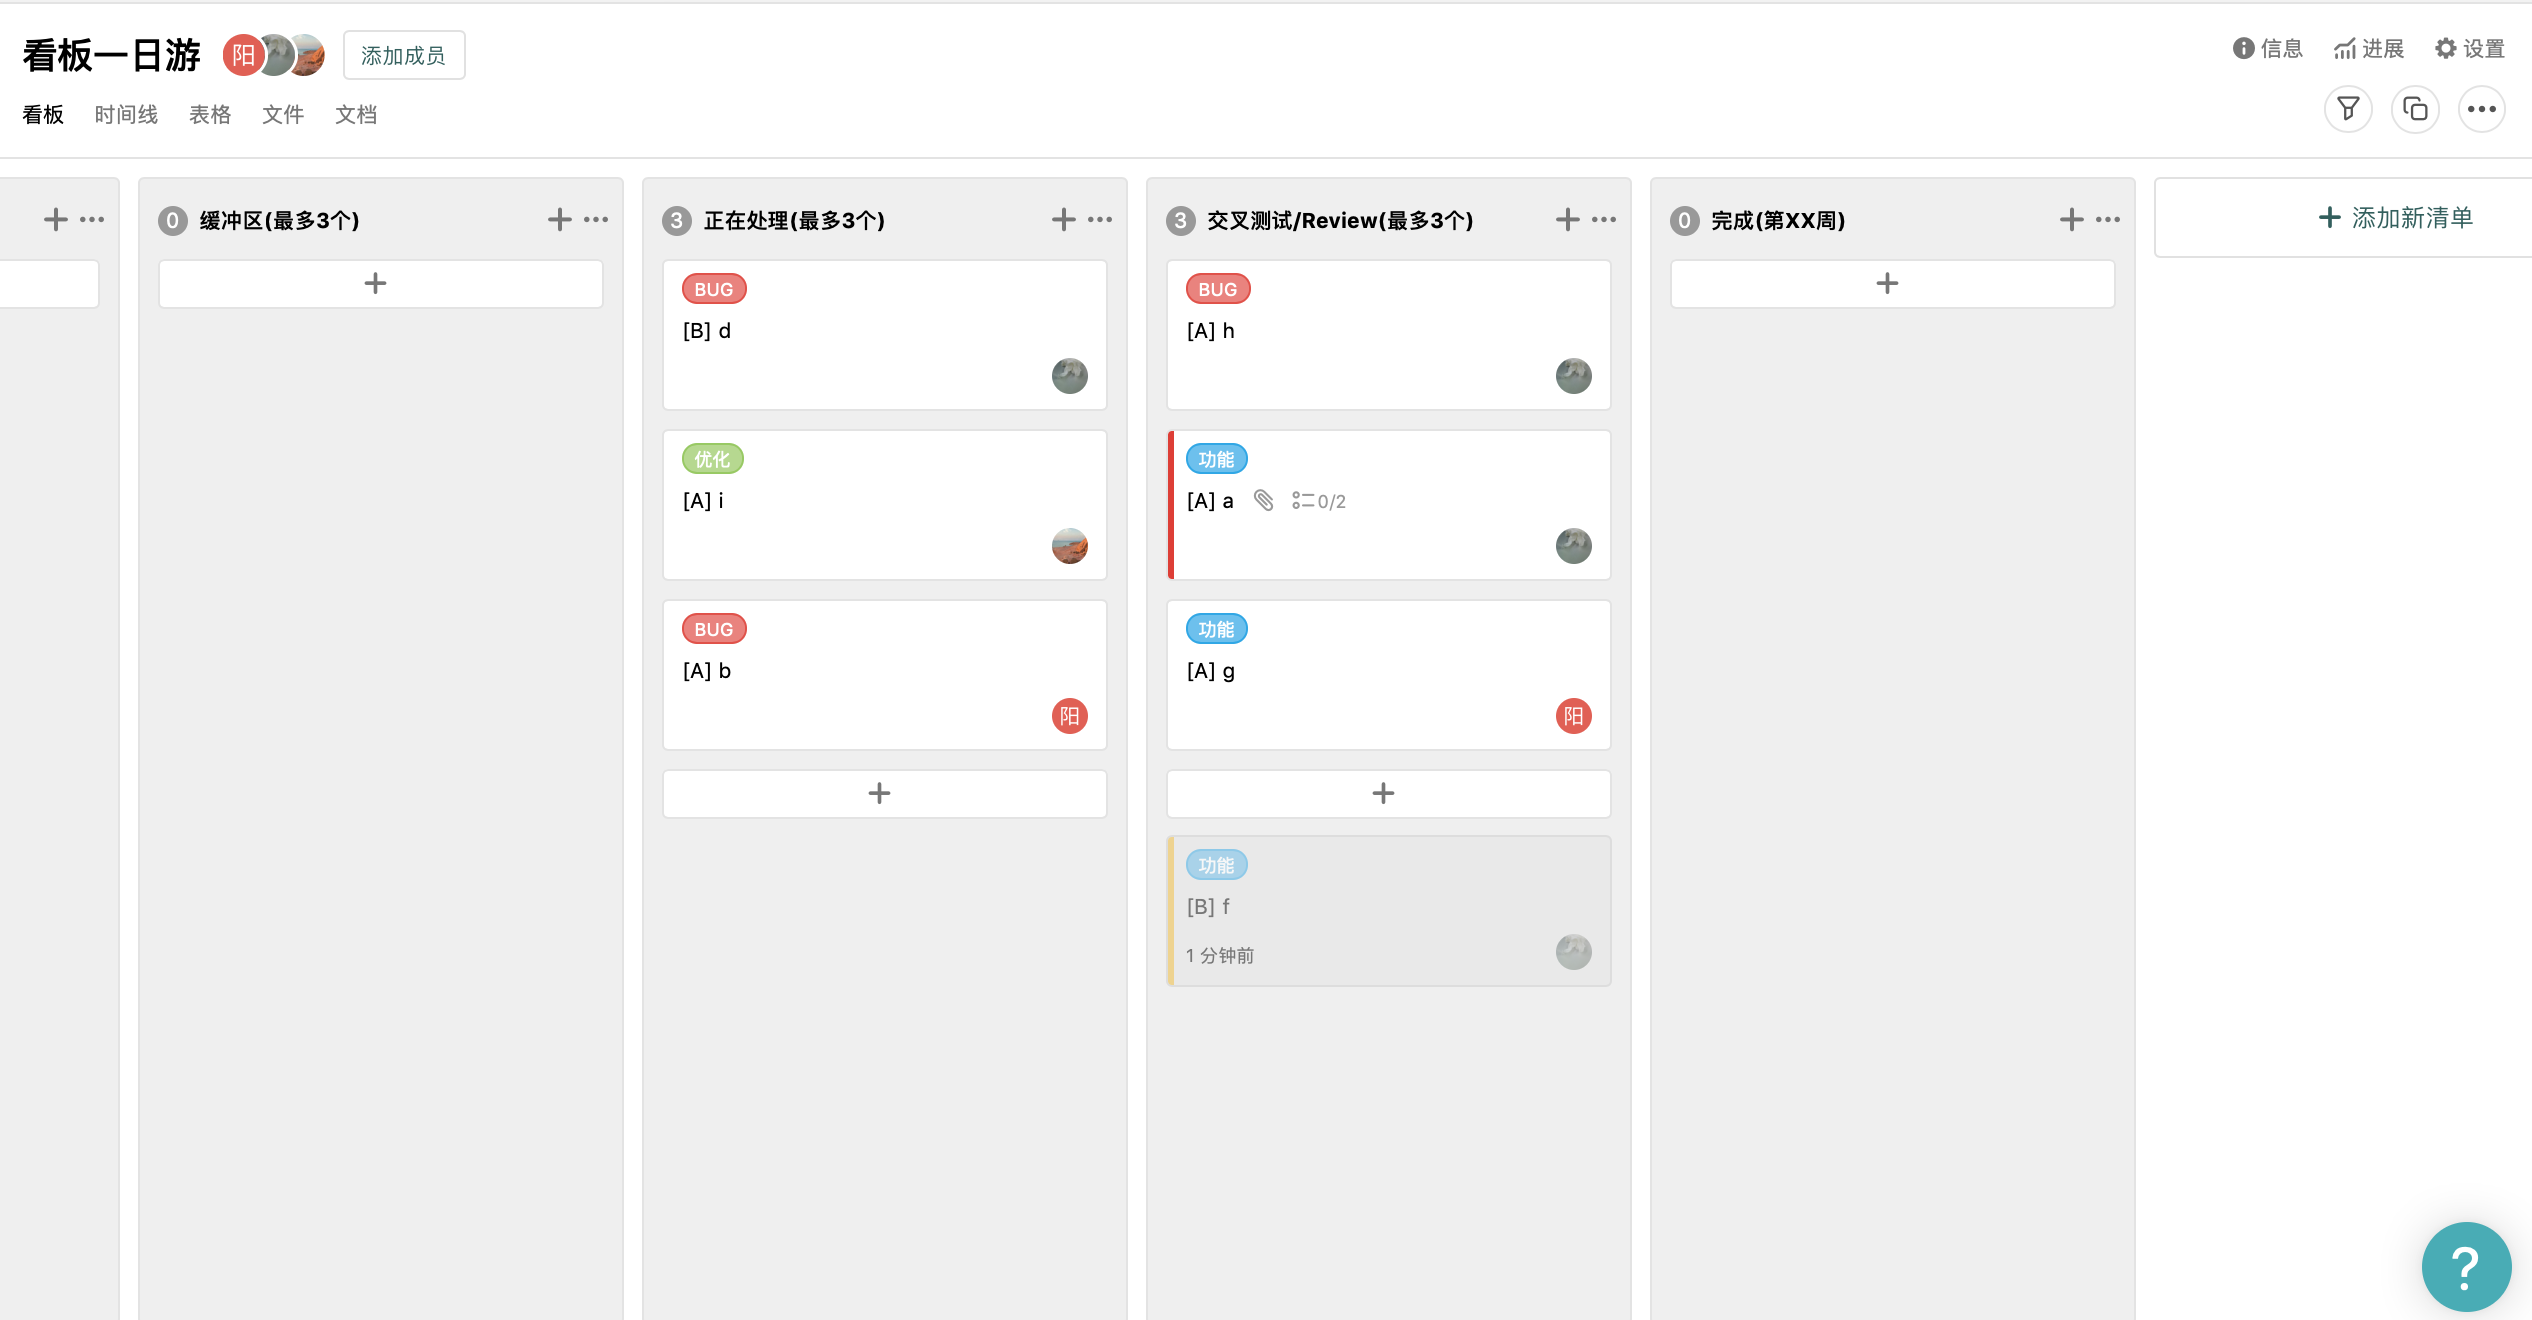 看板一日游
阳
添加成员
信息
进展
设置
看板
时间线
表格
文件
文档
0 缓冲区(最多3个)
3 正在处理(最多3个)
BUG
[B] d
优化
[A] i
BUG
[A] b
阳
3 交叉测试/Review(最多3个)
BUG
[A] h
功能
[A] a 0/2
功能
[A] g
阳
功能
[B] f
1 分钟前
0 完成(第XX周)
+ 添加新清单
?